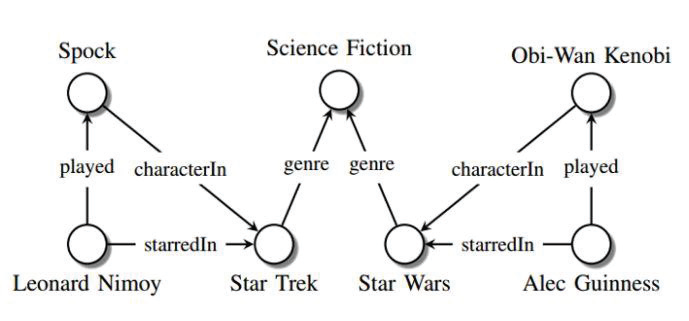 Spock
Science Fiction
Obi-Wan Kenobi
played
characterIn
genre
genre
characterIn
played
starredIn
starredIn
Leonard Nimoy
Star Trek
Star Wars
Alec Guinness